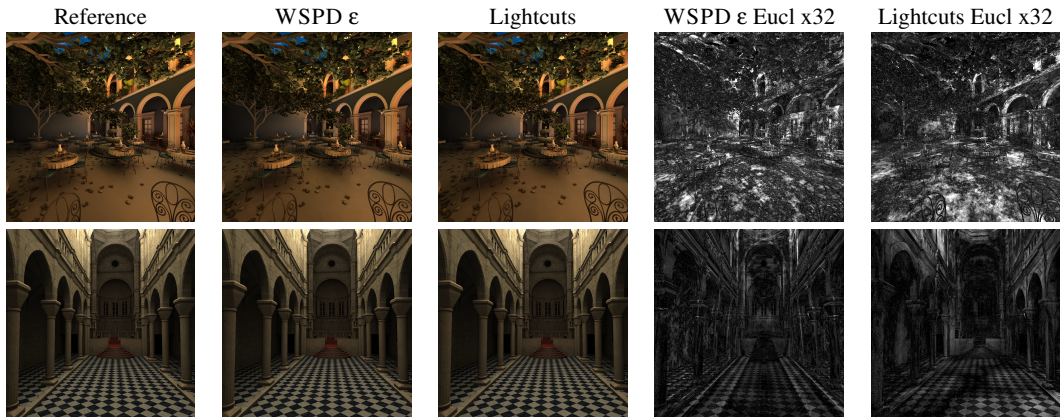 Reference
WSPD ε
Lightcuts
WSPD ε Eucl x32
Lightcuts Eucl x32